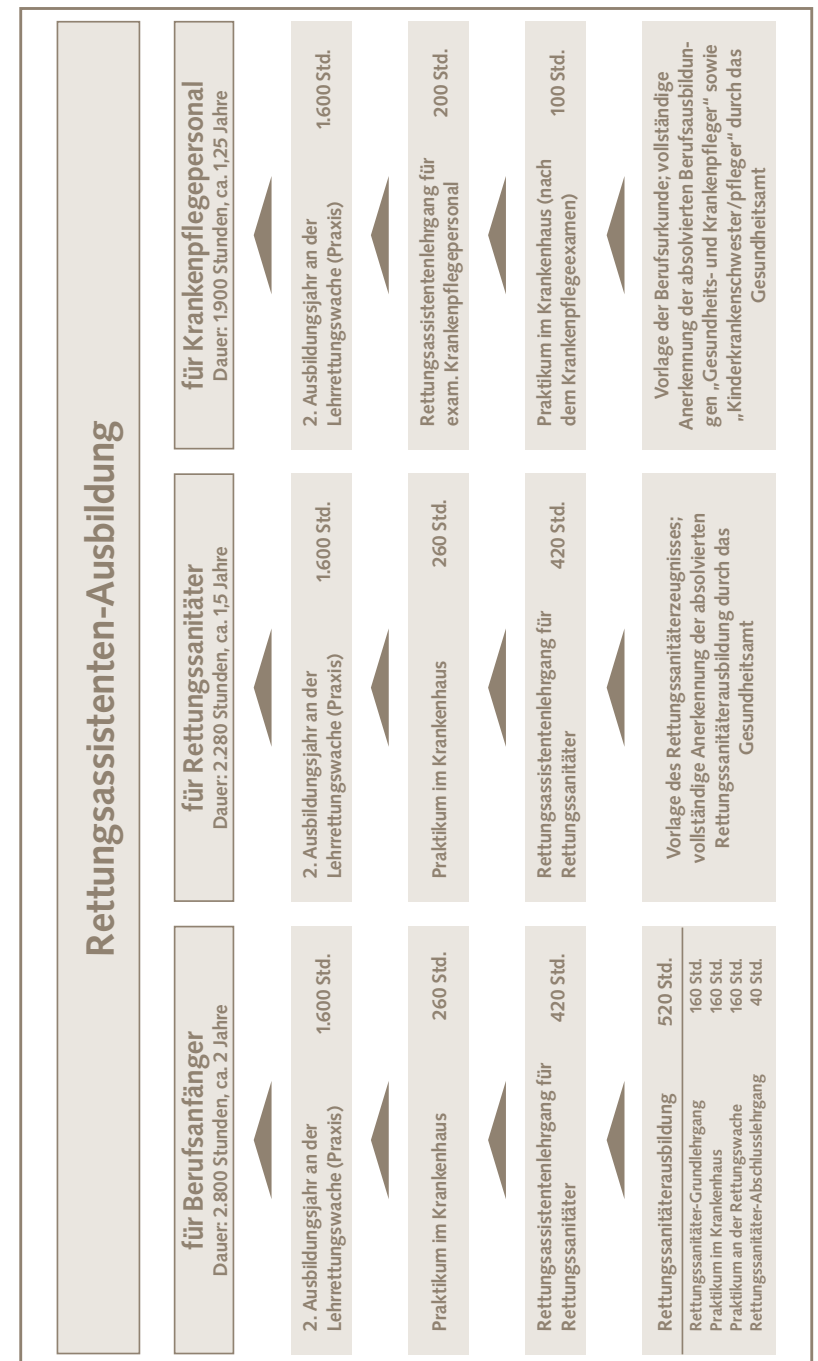 Rettungsassistenten-Ausbildung
für Berufsanfänger
Dauer: 2.800 Stunden, ca. 2 Jahre
2. Ausbildungsjahr an der
Lehrrettungswache (Praxis) 1.600 Std.
Praktikum im Krankenhaus 260 Std.
Rettungsassistentenlehrgang für
Rettungssanitäter 420 Std.
Rettungssanitäterausbildung 520 Std.
Rettungssanitäter-Grundlehrgang 160 Std.
Praktikum im Krankenhaus 160 Std.
Praktikum an der Rettungswache 160 Std.
Rettungssanitäter-Abschlusslehrgang 40 Std.
für Rettungssanitäter
Dauer: 2.280 Stunden, ca. 1,5 Jahre
2. Ausbildungsjahr an der
Lehrrettungswache (Praxis) 1.600 Std.
Praktikum im Krankenhaus 260 Std.
Rettungsassistentenlehrgang für
Rettungssanitäter 420 Std.
Vorlage des Rettungssanitäterzeugnisses;
vollständige Anerkennung der absolvierten
Rettungssanitäterausbildung durch das
Gesundheitsamt
für Krankenpflegepersonal
Dauer: 1.900 Stunden, ca. 1,25 Jahre
2. Ausbildungsjahr an der
Lehrrettungswache (Praxis) 1.600 Std.
Rettungsassistentenlehrgang für
exam. Krankenpflegepersonal 200 Std.
Praktikum im Krankenhaus (nach
dem Krankenpflegeexamen) 100 Std.
Vorlage der Berufsurkunde; vollständige
Anerkennung der absolvierten Berufsausbildun-
gen „Gesundheits- und Krankenpfleger“ sowie
„Kinderkrankenschwester/pfleger“ durch das
Gesundheitsamt